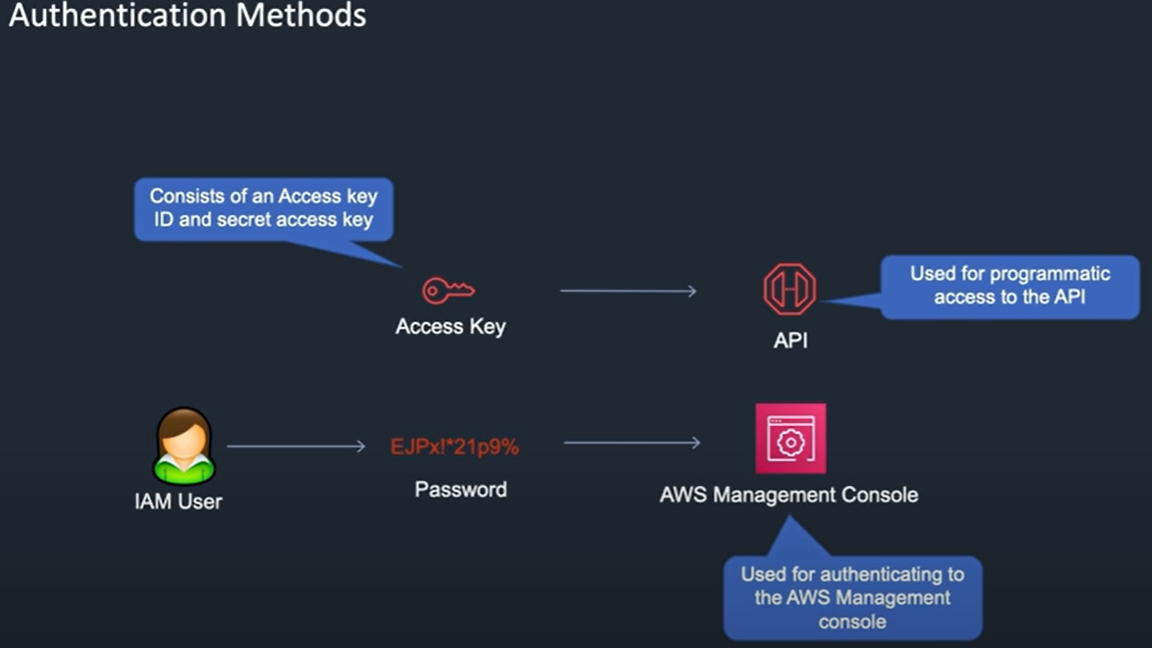 Authentication Methods
Consists of an Access key
ID and secret access key
Used for programmatic
access to the API
Access Key
API
EJPx!*21p9%
Password
IAM User
AWS Management Console
Used for authenticating to
the AWS Management
console